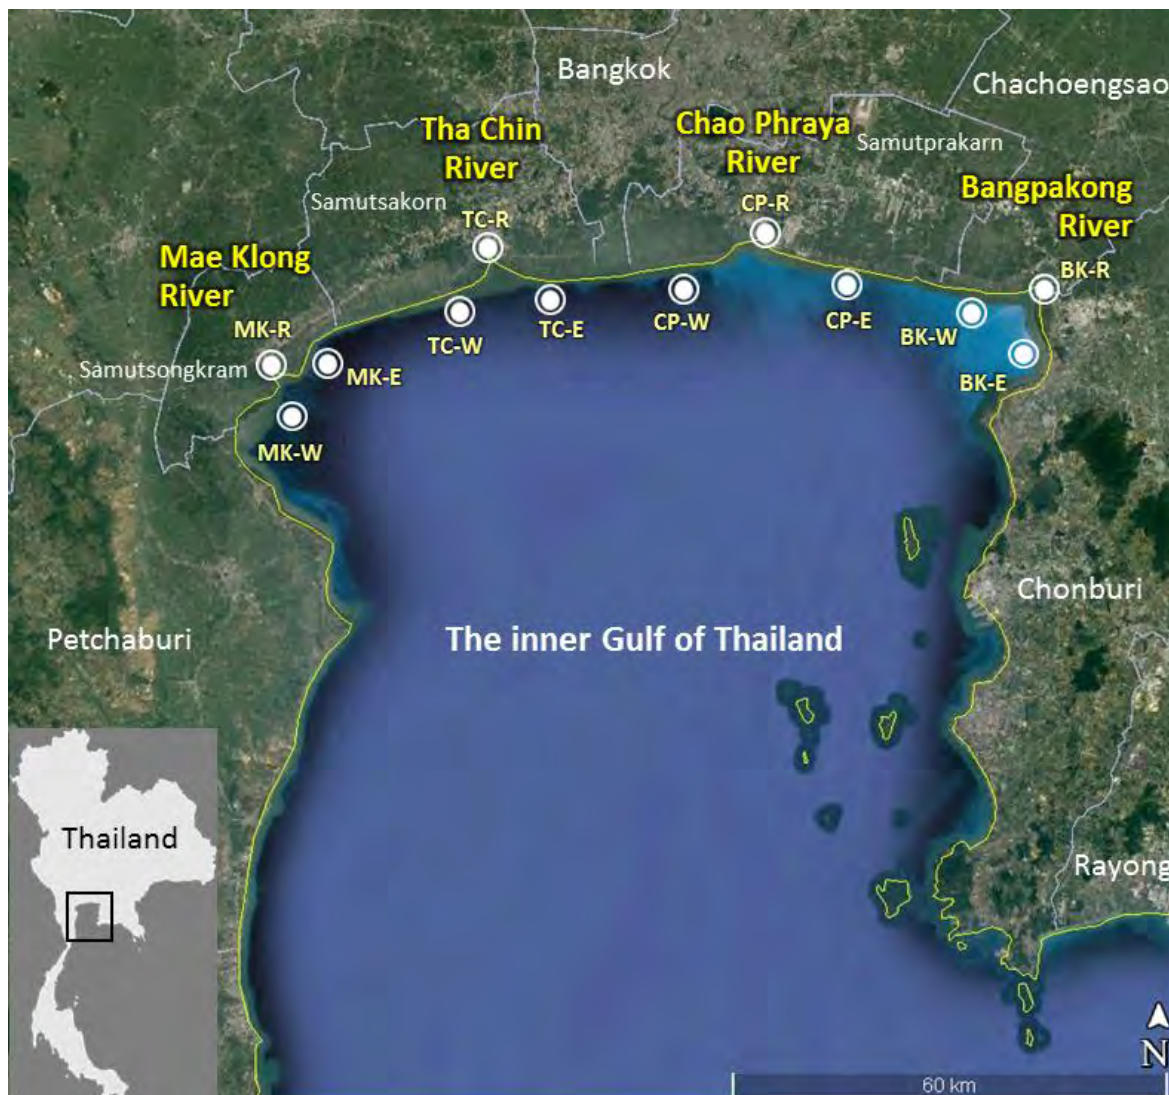 Bangkok
Chachoengsao
Tha Chin
River
Chao Phraya
River
Samutprakarn
Bangpakong
River
Samutsakorn
TC-R
CP-R
Mae Klong
River
BK-R
MK-R
TC-W
TC-E
CP-W
CP-E
BK-W
Samutsongkram
MK-E
BK-E
MK-W
Chonburi
Petchaburi
The inner Gulf of Thailand
Thailand
Rayong
N
60 km